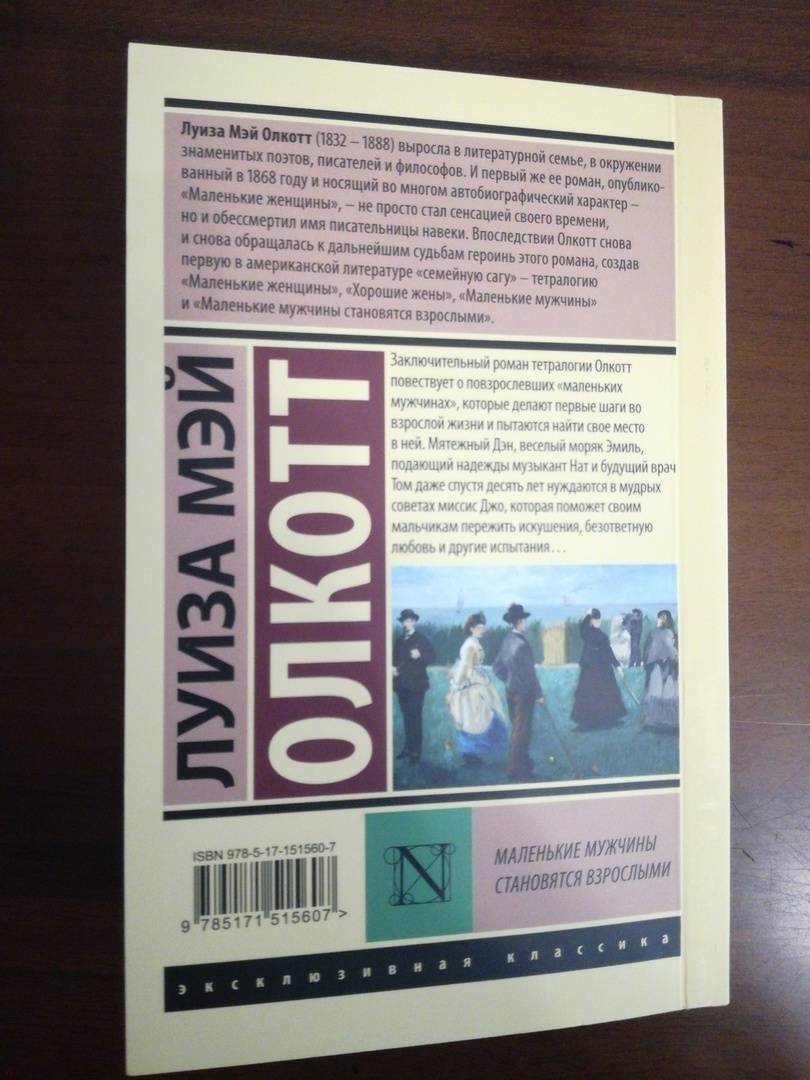 Луиза Мэй Олкотт (1832 – 1888) выросла в литературной семье, в окружении
знаменитых поэтов, писателей и философов. И первый же ее роман, опублико-
ванный в 1868 году и носящий во многом автобиографический характер –
«Маленькие женщины», – не просто стал сенсацией своего времени,
но и обессмертил имя писательницы навеки. Впоследствии Олкотт снова
и снова обращалась к дальнейшим судьбам героинь этого романа, создав
первую в американской литературе «семейную сагу» – тетралогию
«Маленькие женщины», «Хорошие жены», «Маленькие мужчины»
и «Маленькие мужчины становятся взрослыми».
ЛУИЗА МЭЙ
ОЛКОТТ
Заключительный роман тетралогии Олкотт
повествует о повзрослевших «маленьких
мужчинах», которые делают первые шаги во
взрослой жизни и пытаются найти свое место
в ней. Мятежный Дэн, веселый моряк Эмиль,
подающий надежды музыкант Нат и будущий врач
Том даже спустя десять лет нуждаются в мудрых
советах миссис Джо, которая поможет своим
мальчикам пережить искушения, безответную
любовь и другие испытания...
ISBN 978-5-17-151560-7
9 785171 515607 >
N
МАЛЕНЬКИЕ МУЖЧИНЫ
СТАНОВЯТСЯ ВЗРОСЛЫМИ
эксклюзивная классика